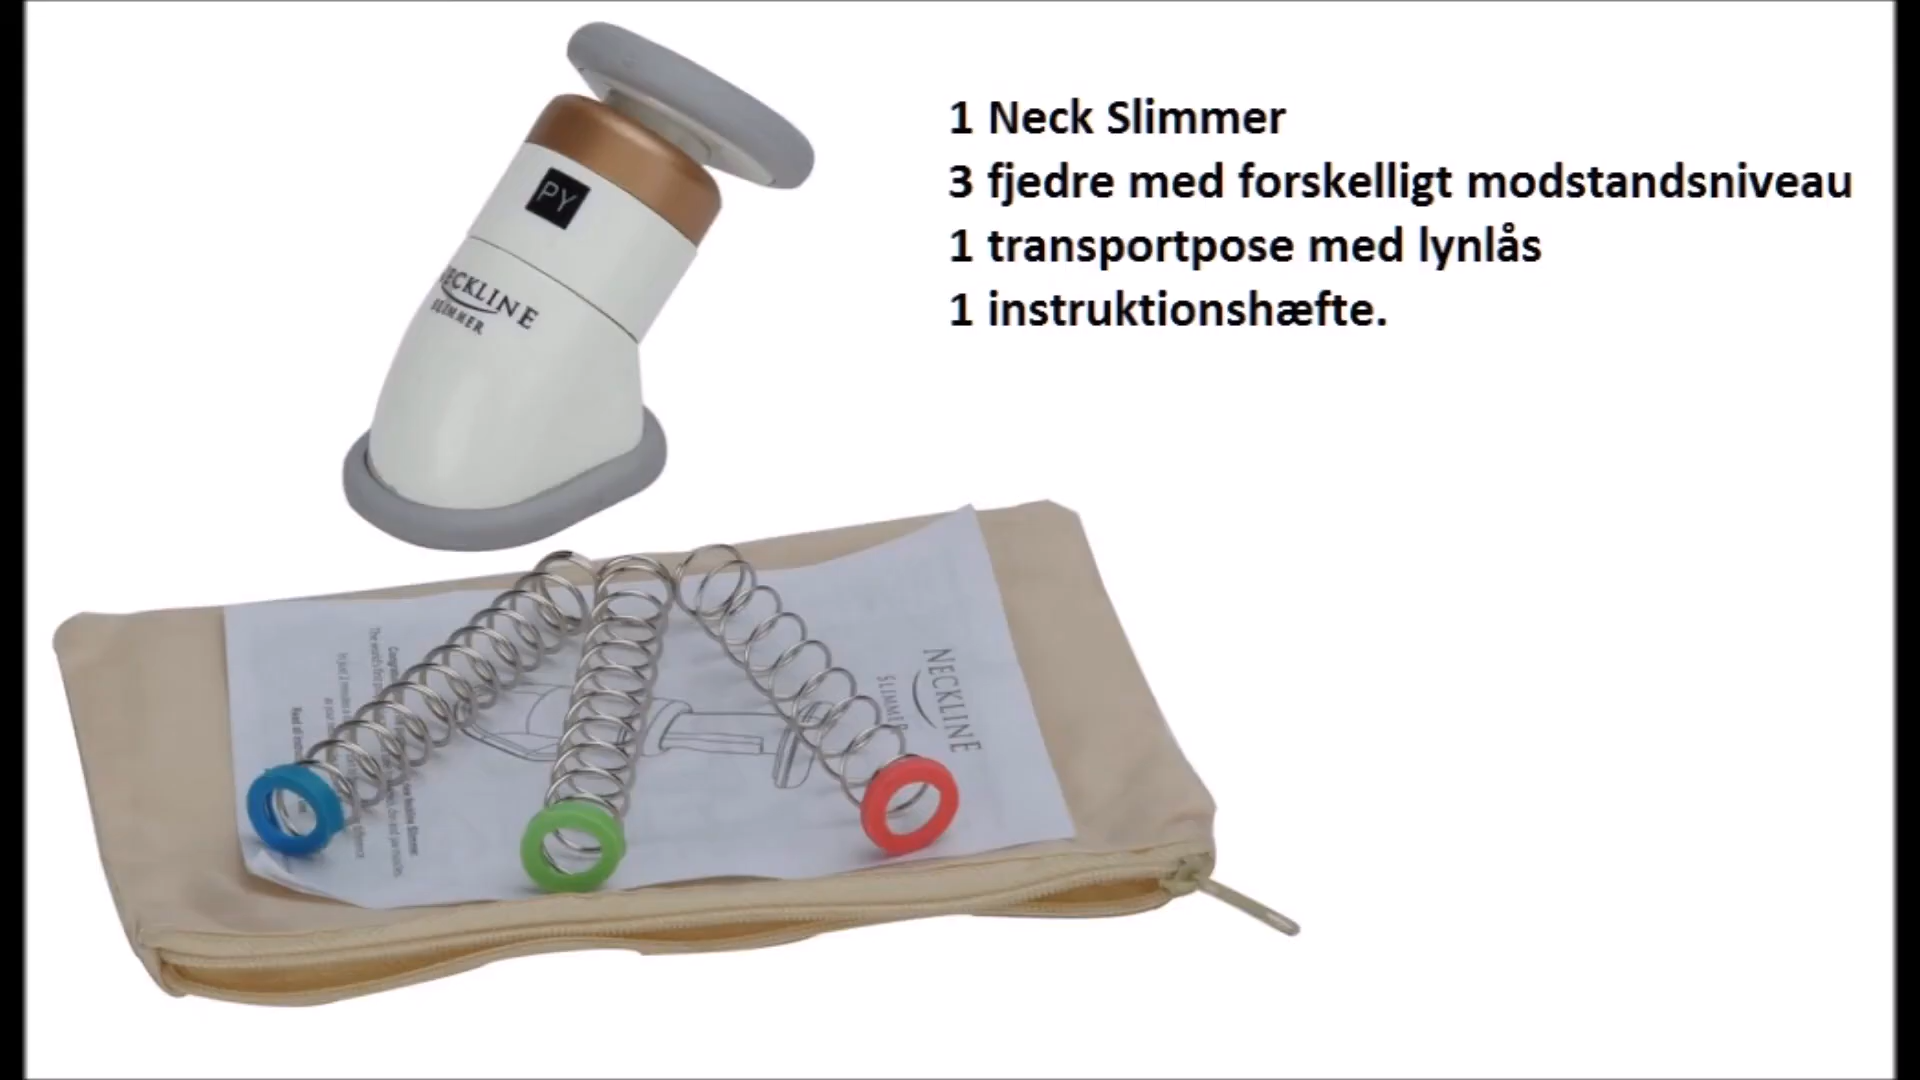 1 Neck Slimmer
3 fjedre med forskelligt modstandsniveau
1 transportpose med lynlås
1 instruktionshæfte.
PY
NECKLINE
SLIMMER
NECKLINE
SLIMMER